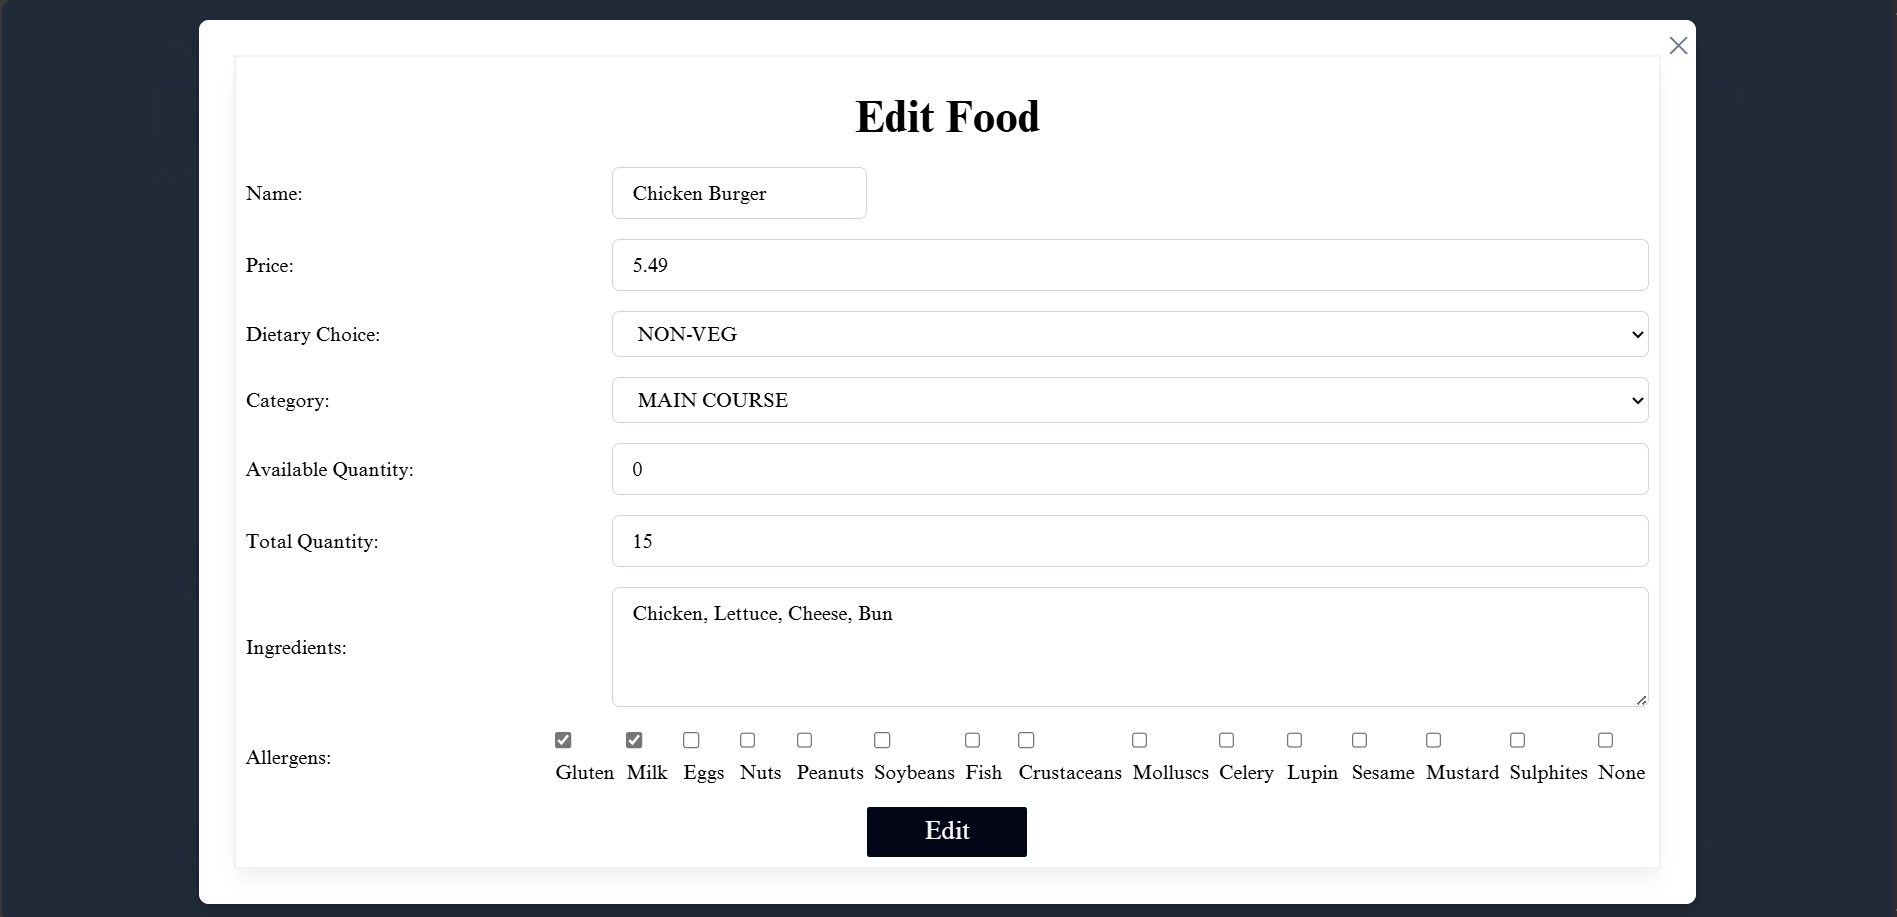 Edit Food
Name: Chicken Burger
Price: 5.49
Dietary Choice: NON-VEG
Category: MAIN COURSE
Available Quantity: 0
Total Quantity: 15
Ingredients: Chicken, Lettuce, Cheese, Bun
Allergens: Gluten Milk Eggs Nuts Peanuts Soybeans Fish Crustaceans Molluscs Celery Lupin Sesame Mustard Sulphites None
Edit